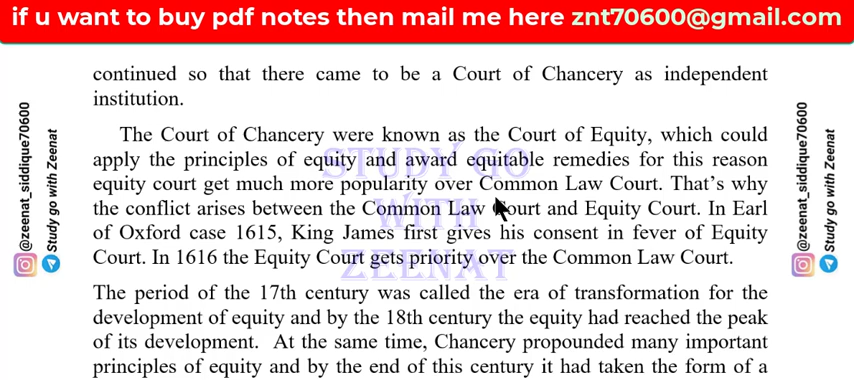 if u want to buy pdf notes then mail me here znt70600@gmail.com
continued so that there came to be a Court of Chancery as independent
institution.
The Court of Chancery were known as the Court of Equity, which could
apply the principles of equity and award equitable remedies for this reason
equity court get much more popularity over Common Law Court. That's why
the conflict arises between the Common Law Court and Equity Court. In Earl
of Oxford case 1615, King James first gives his consent in fever of Equity
Court. In 1616 the Equity Court gets priority over the Common Law Court.
The period of the 17th century was called the era of transformation for the
development of equity and by the 18th century the equity had reached the peak
of its development. At the same time, Chancery propounded many important
principles of equity and by the end of this century it had taken the form of a
STUDY GO
WITH
ZEENAT
@zeenat_siddique70600
Study go with Zeenat
@zeenat_siddique70600
Study go with Zeenat